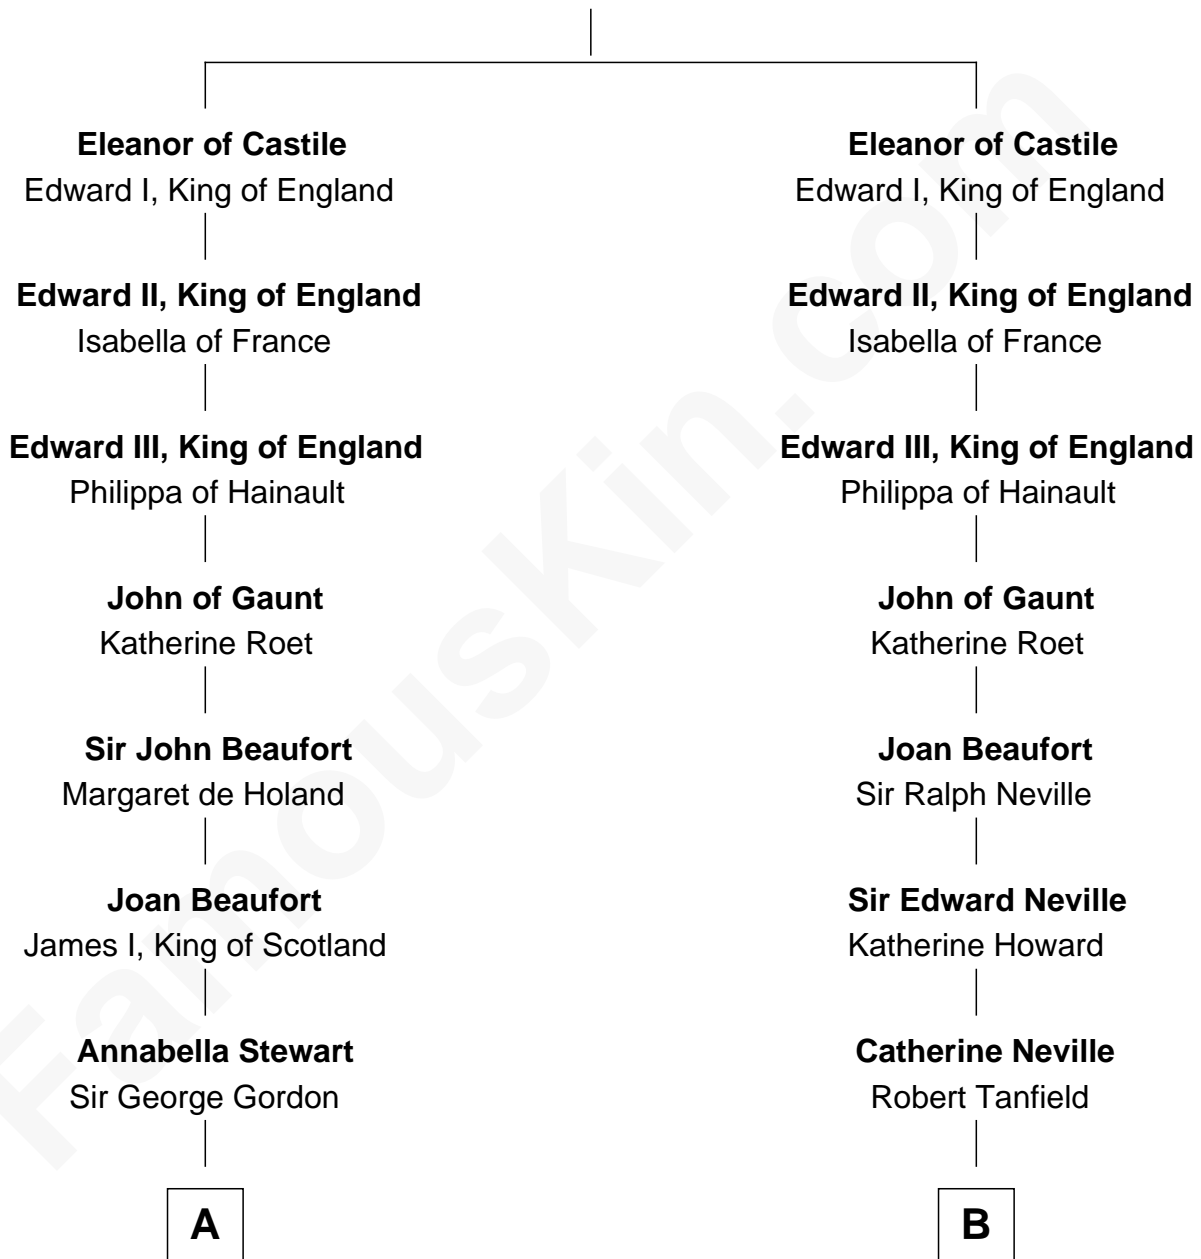 Eleanor of Castile
Edward I, King of England
Edward II, King of England
Isabella of France
Edward III, King of England
Philippa of Hainault
John of Gaunt
Katherine Roet
Sir John Beaufort
Margaret de Holand
Joan Beaufort
James I, King of Scotland
Annabella Stewart
Sir George Gordon
A
Eleanor of Castile
Edward I, King of England
Edward II, King of England
Isabella of France
Edward III, King of England
Philippa of Hainault
John of Gaunt
Katherine Roet
Joan Beaufort
Sir Ralph Neville
Sir Edward Neville
Katherine Howard
Catherine Neville
Robert Tanfield
B
FamousKin.com